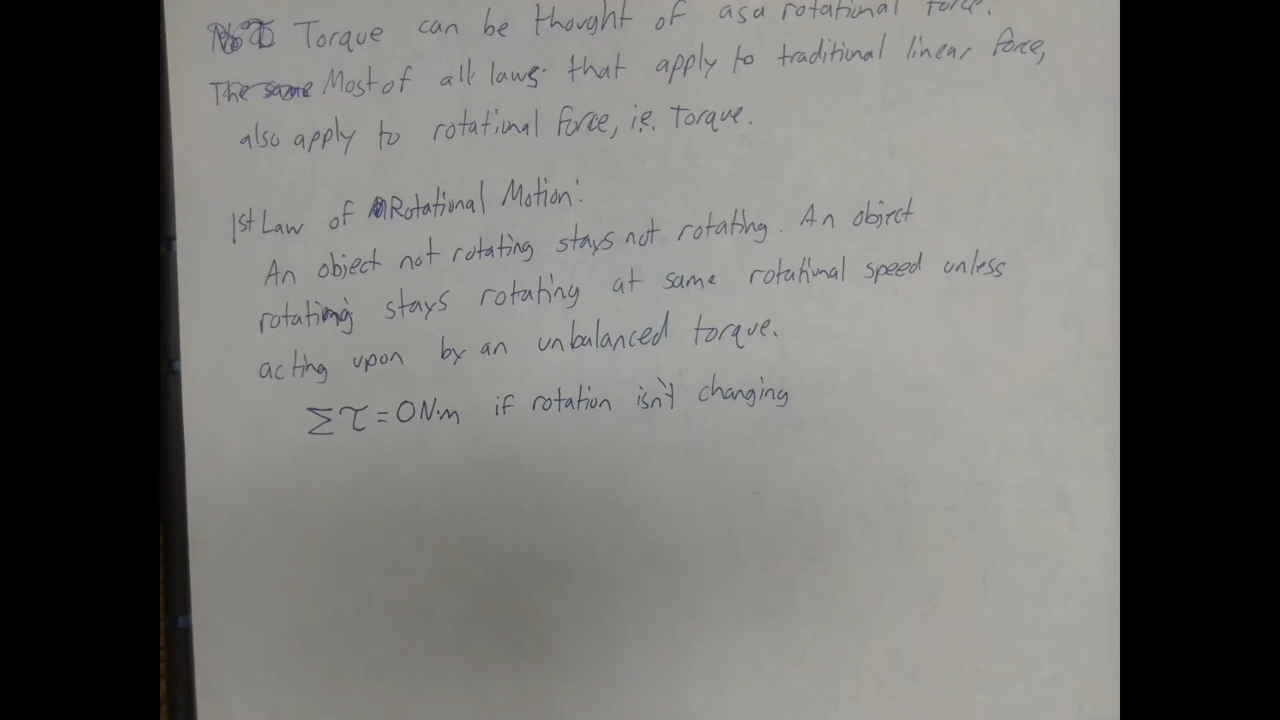 Torque can be thought of as a rotational force.
The same Most of all laws that apply to traditional linear force,
also apply to rotational force, i.e. torque.
1st Law of Rotational Motion:
An object not rotating stays not rotating. An object
rotating stays rotating at same rotational speed unless
acting upon by an unbalanced torque.
Στ = 0 N·m if rotation isn't changing